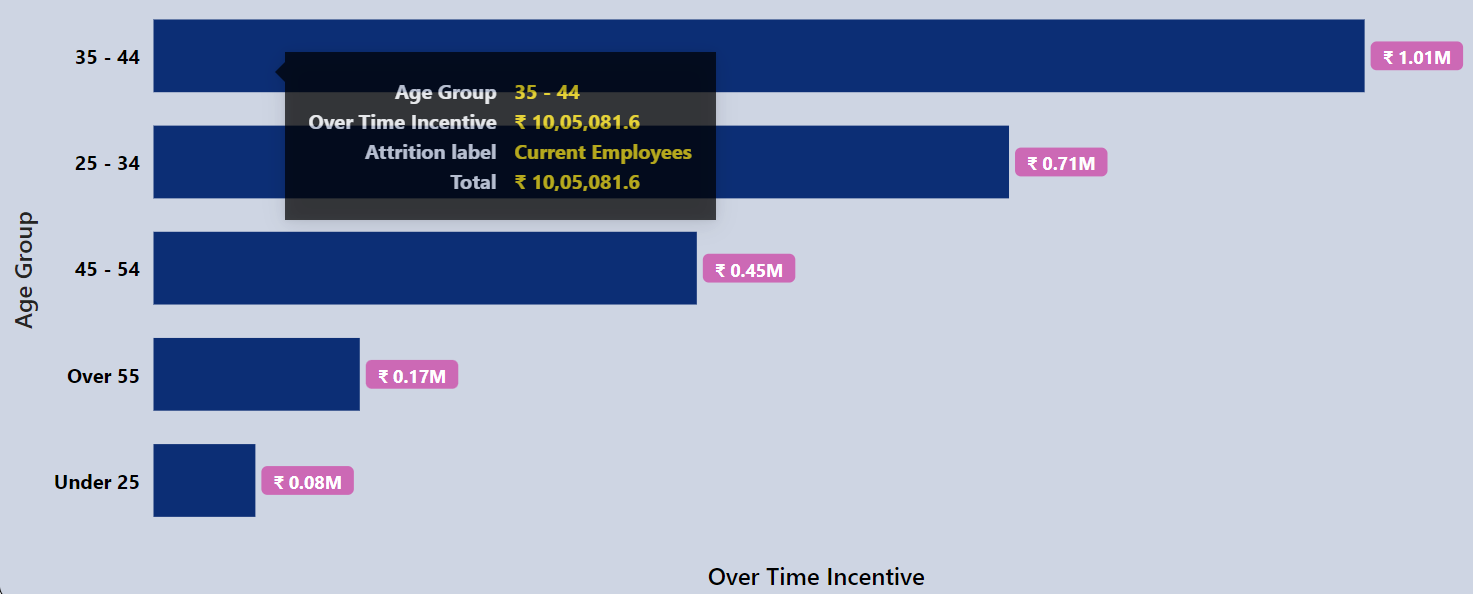 35 - 44
₹ 1.01M
Age Group 35 - 44
Over Time Incentive ₹ 10,05,081.6
Attrition label Current Employees
Total ₹ 10,05,081.6
25 - 34
₹ 0.71M
45 - 54
₹ 0.45M
Over 55
₹ 0.17M
Under 25
₹ 0.08M
Age Group
Over Time Incentive